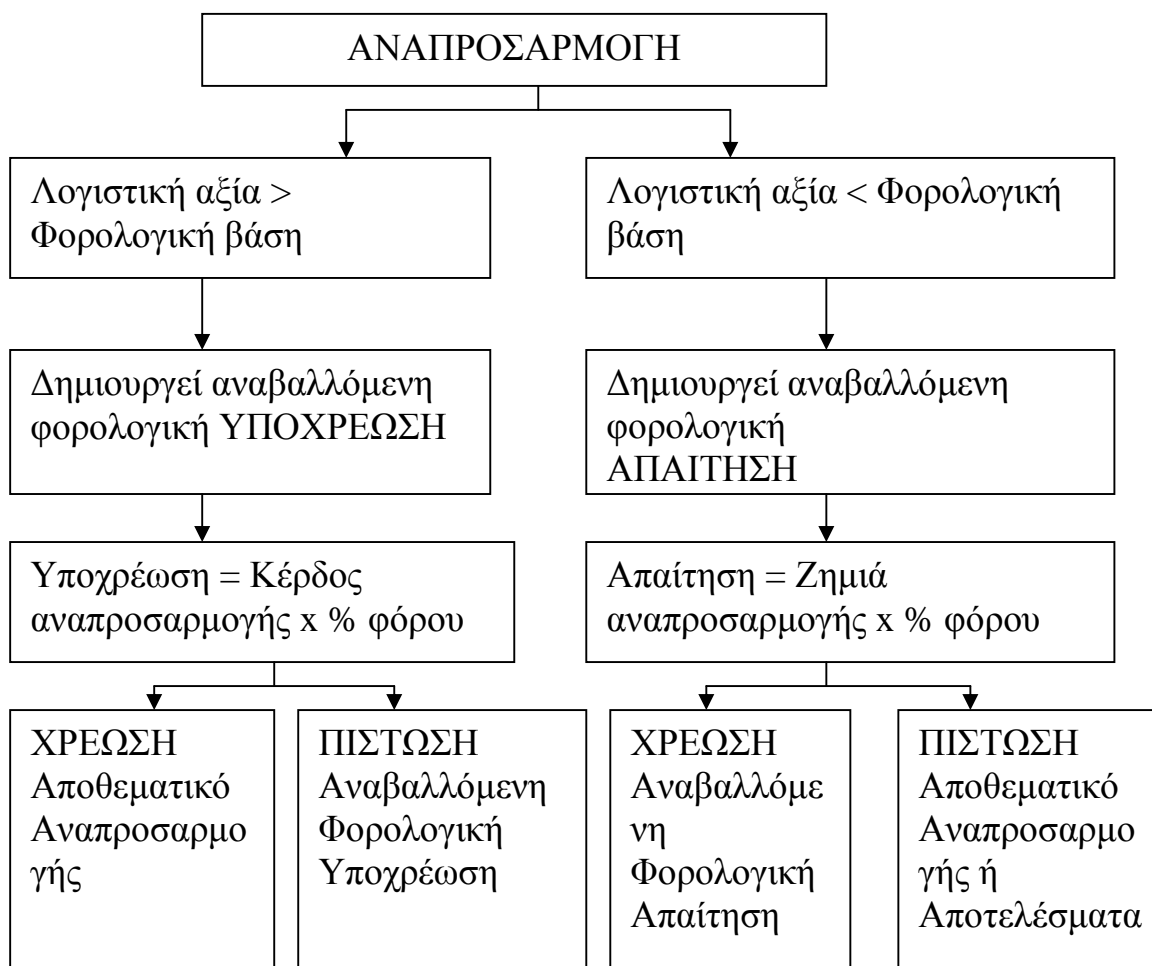 ΑΝΑΠΡΟΣΑΡΜΟΓΗ
Λογιστική αξία >
Φορολογική βάση
Λογιστική αξία < Φορολογική
βάση
Δημιουργεί αναβαλλόμενη
φορολογική ΥΠΟΧΡΕΩΣΗ
Δημιουργεί αναβαλλόμενη
φορολογική
ΑΠΑΙΤΗΣΗ
Υποχρέωση = Κέρδος
αναπροσαρμογής x % φόρου
Απαίτηση = Ζημιά
αναπροσαρμογής x % φόρου
ΧΡΕΩΣΗ
Αποθεματικό
Αναπροσαρμο
γής
ΠΙΣΤΩΣΗ
Αναβαλλόμενη
Φορολογική
Υποχρέωση
ΧΡΕΩΣΗ
Αναβαλλόμε
νη
Φορολογική
Απαίτηση
ΠΙΣΤΩΣΗ
Αποθεματικό
Αναπροσαρμο
γής ή
Αποτελέσματα